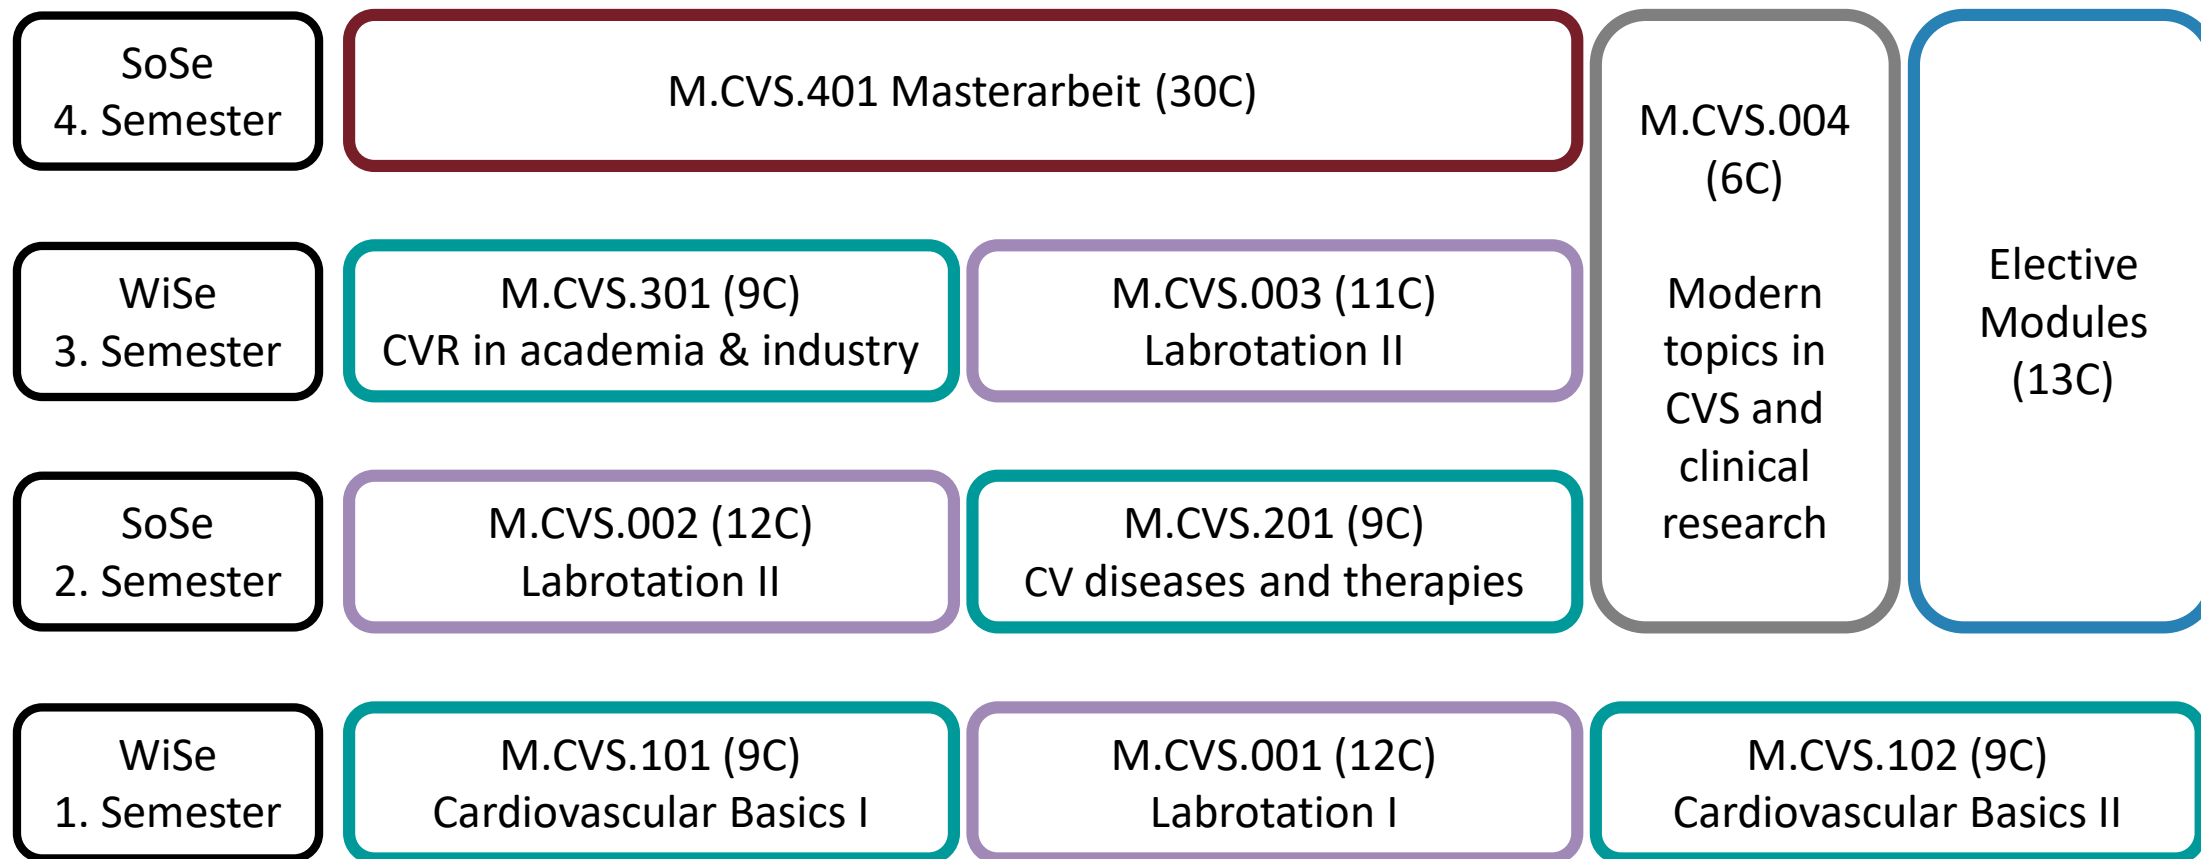 SoSe
4. Semester
M.CVS.401 Masterarbeit (30C)
M.CVS.004
(6C)
Modern
topics in
CVS and
clinical
research
Elective
Modules
(13C)
WiSe
3. Semester
M.CVS.301 (9C)
CVR in academia & industry
M.CVS.003 (11C)
Labrotation II
SoSe
2. Semester
M.CVS.002 (12C)
Labrotation II
M.CVS.201 (9C)
CV diseases and therapies
WiSe
1. Semester
M.CVS.101 (9C)
Cardiovascular Basics I
M.CVS.001 (12C)
Labrotation I
M.CVS.102 (9C)
Cardiovascular Basics II